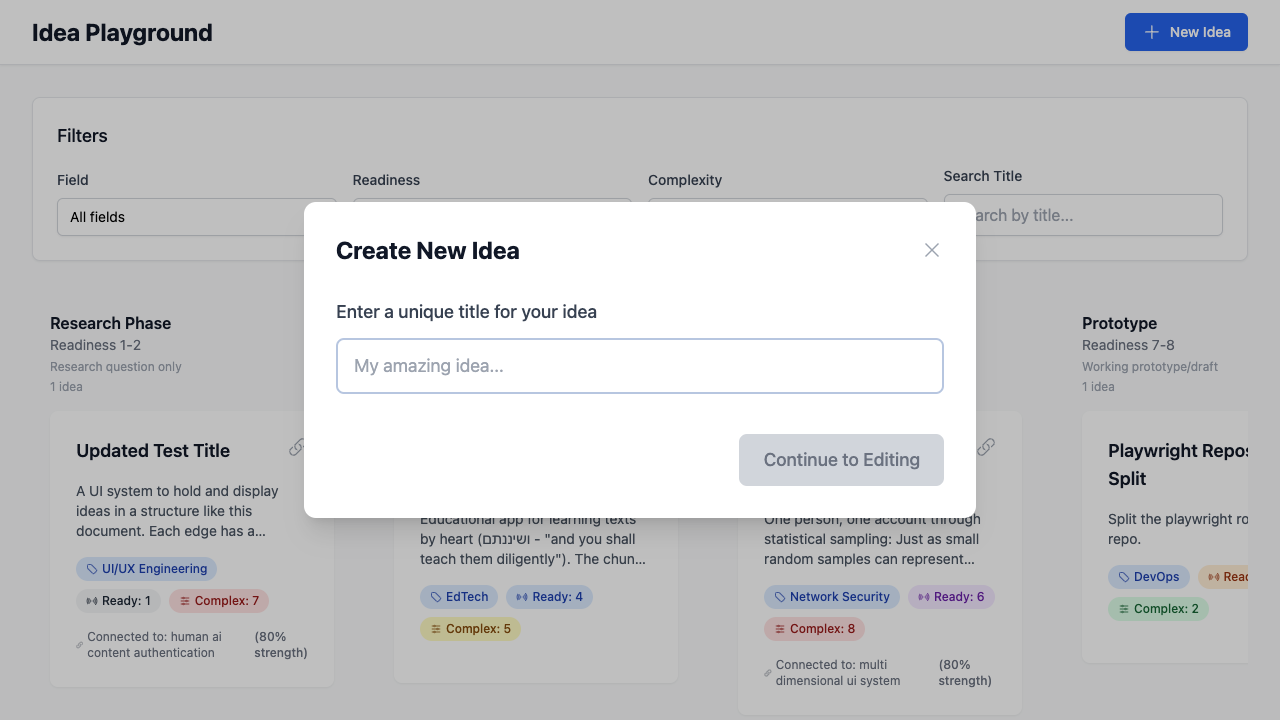 Idea Playground
New Idea
Filters
Field
Readiness
Complexity
Search Title
All fields
arch by title...
Create New Idea
Enter a unique title for your idea
My amazing idea...
Continue to Editing
Research Phase
Readiness 1-2
Research question only
1 idea
Updated Test Title
A UI system to hold and display
ideas in a structure like this
document. Each edge has a...
UI/UX Engineering
Ready: 1
Complex: 7
Connected to: human ai
content authentication
(80%
strength)
Educational app for learning texts
by heart (ושיננתם - "and you shall
teach them diligently"). The chun...
EdTech
Ready: 4
Complex: 5
One person, one account through
statistical sampling: Just as small
random samples can represent...
Network Security
Ready: 6
Complex: 8
Connected to: multi
dimensional ui system
(80%
strength)
Prototype
Readiness 7-8
Working prototype/draft
1 idea
Playwright Repos
Split
Split the playwright ro
repo.
DevOps
Read
Complex: 2